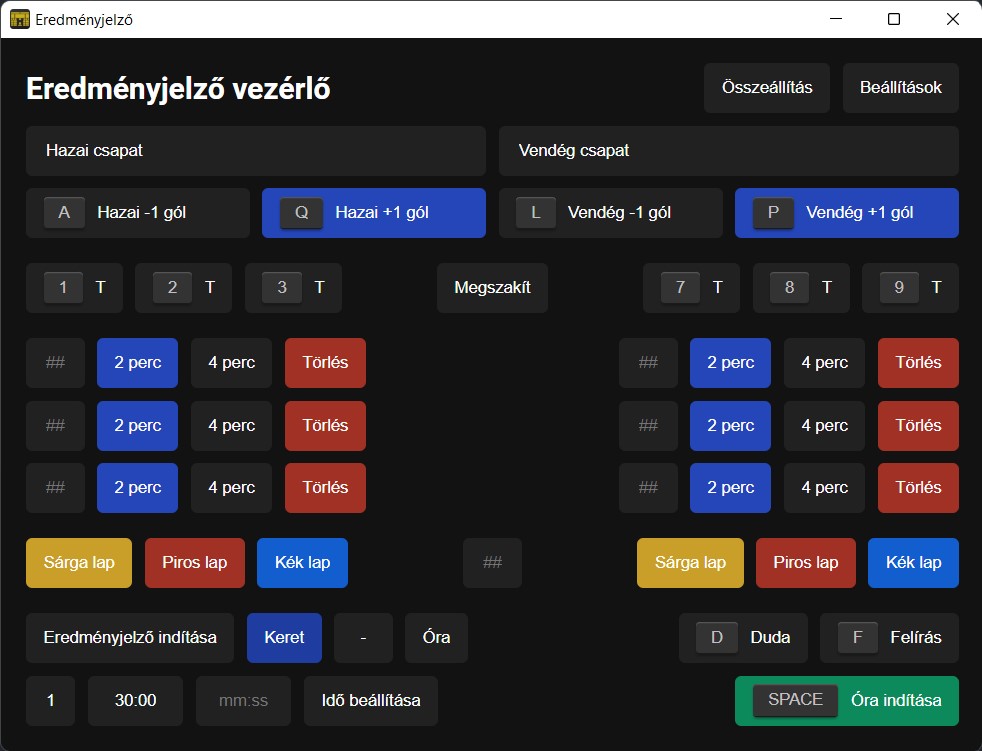 Eredményjelző
Eredményjelző vezérlő
Összeállítás
Beállítások
Hazai csapat
Vendég csapat
A Hazai -1 gól
Q Hazai +1 gól
L Vendég -1 gól
P Vendég +1 gól
1 T
2 T
3 T
Megszakít
7 T
8 T
9 T
## 2 perc 4 perc Törlés
## 2 perc 4 perc Törlés
## 2 perc 4 perc Törlés
## 2 perc 4 perc Törlés
## 2 perc 4 perc Törlés
## 2 perc 4 perc Törlés
Sárga lap
Piros lap
Kék lap
##
Sárga lap
Piros lap
Kék lap
Eredményjelző indítása
Keret
-
Óra
D Duda
F Felírás
1
30:00
mm:ss
Idő beállítása
SPACE Óra indítása